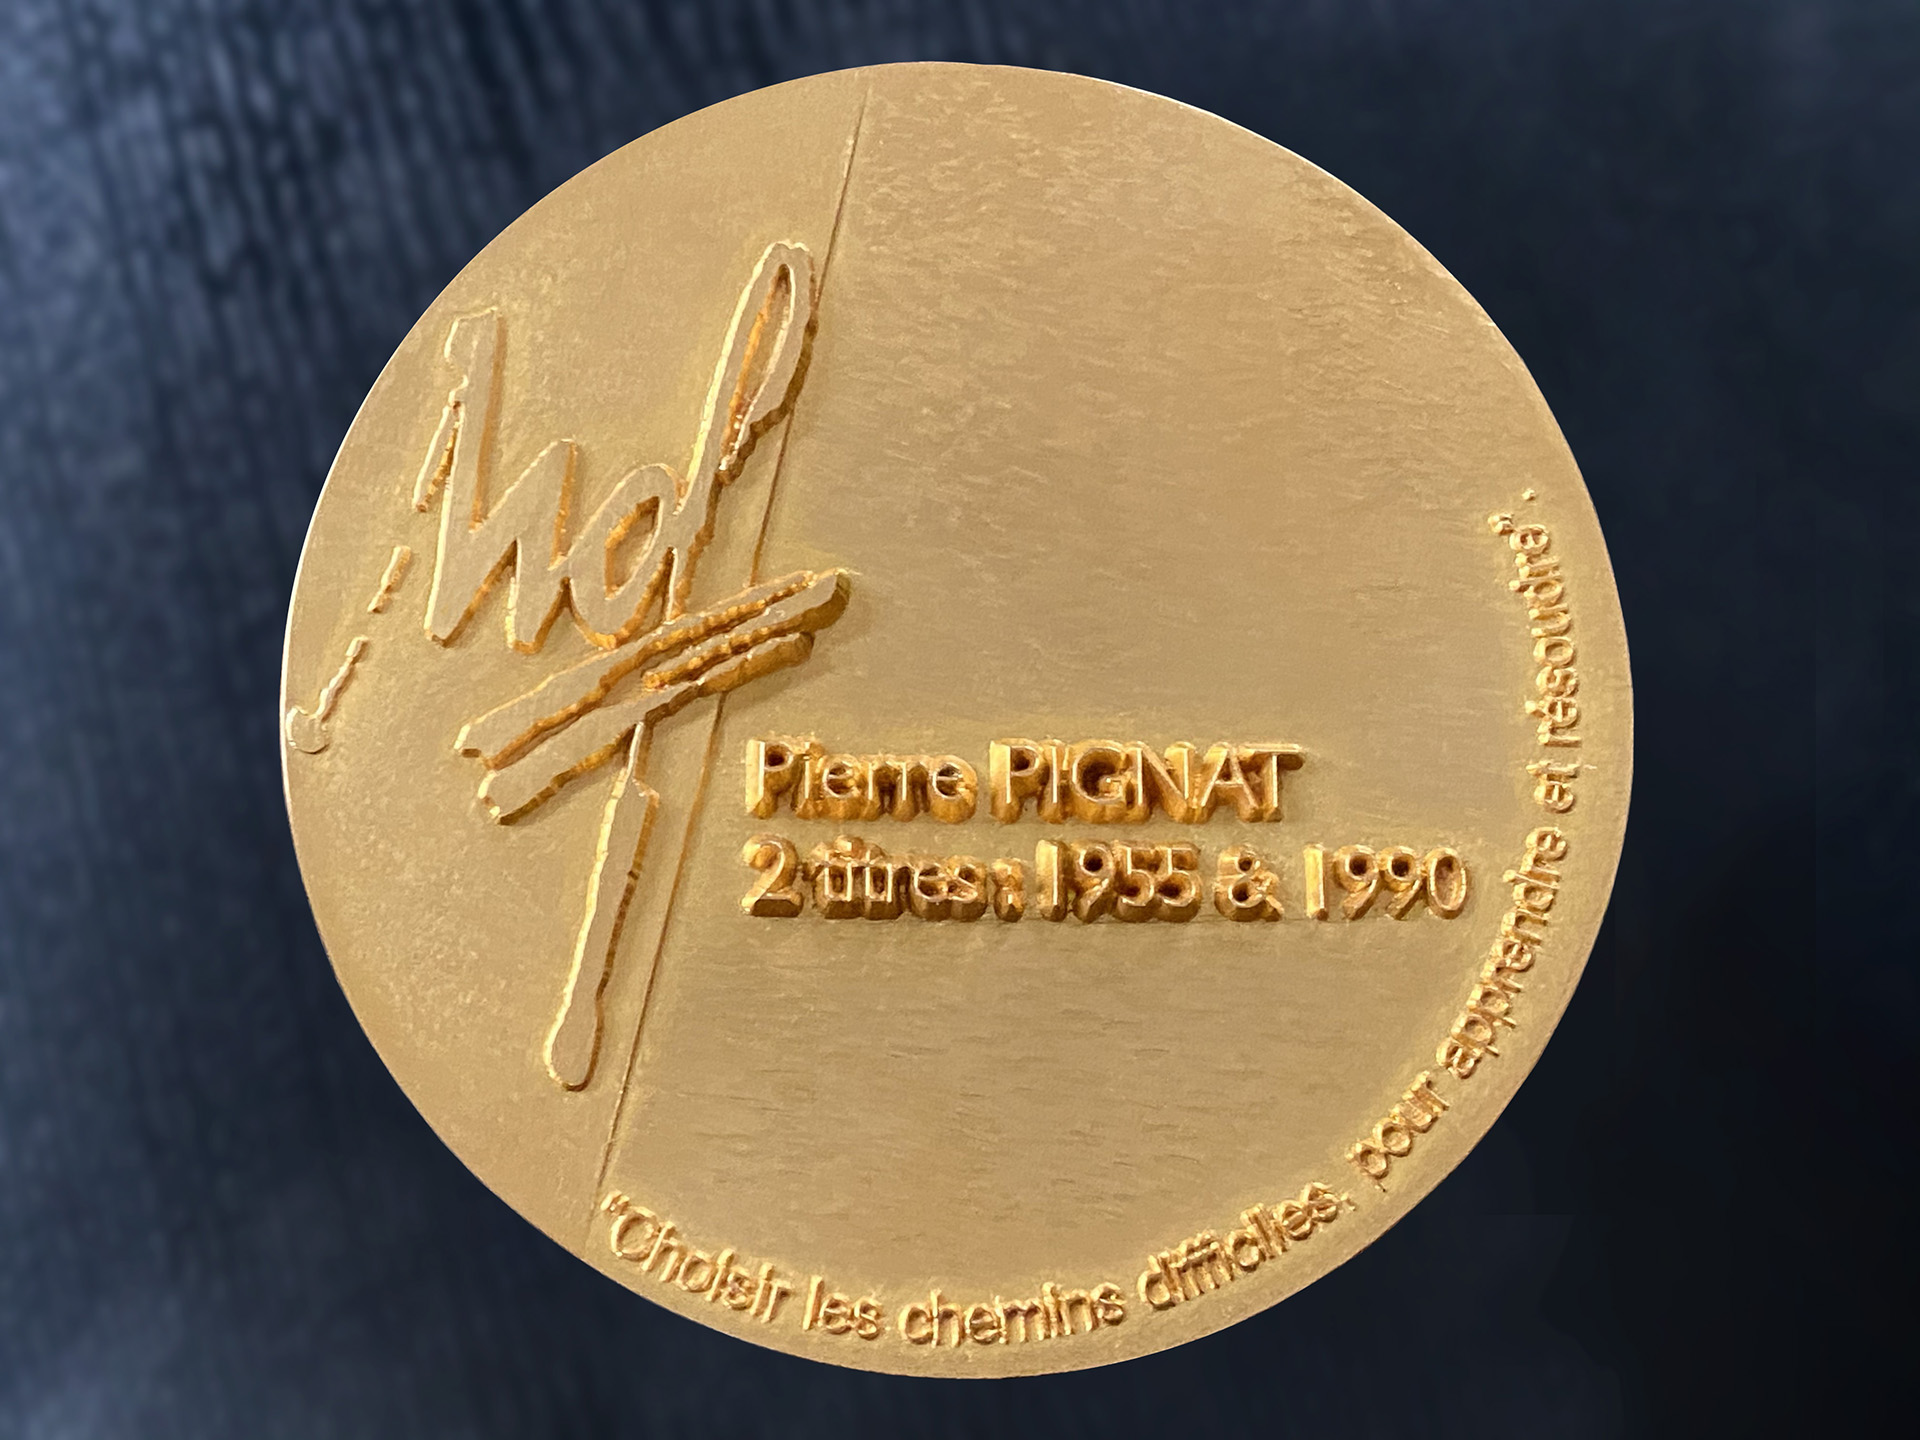 Pierre PIGNAT
2 titres : 1955 & 1990
"Choisir les chemins difficiles, pour apprendre et résoudre".